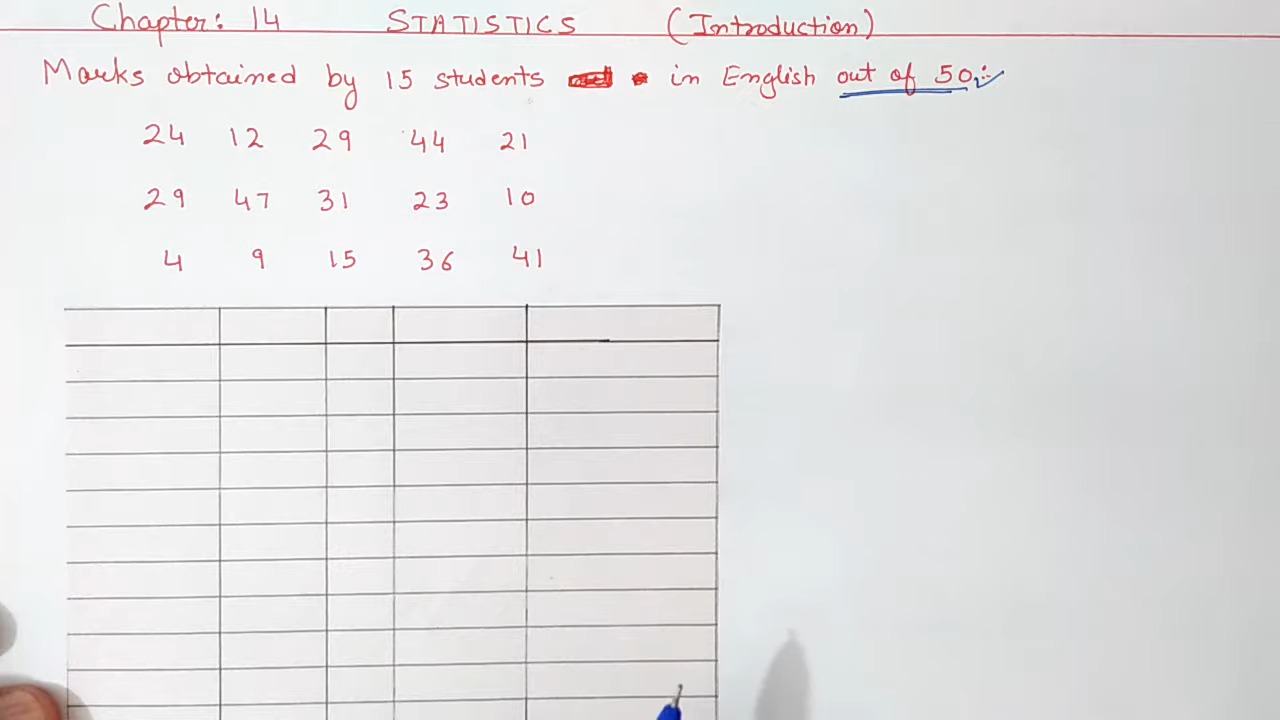 Chapter: 14 STATISTICS (Introduction)
Marks obtained by 15 students in English out of 50:-
24 12 29 44 21
29 47 31 23 10
4 9 15 36 41